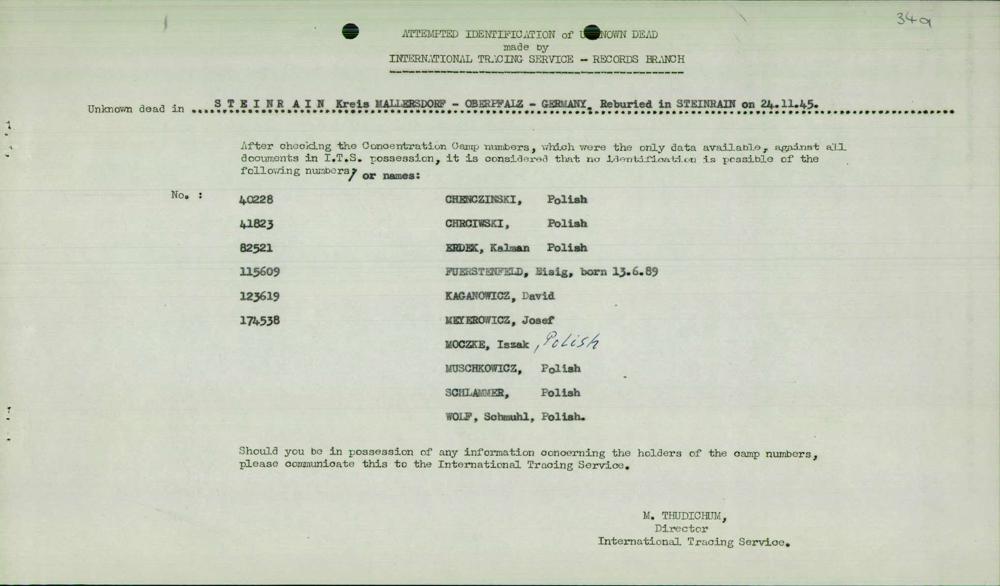 34a
ATTEMPTED IDENTIFICATION of UNKNOWN DEAD
made by
INTERNATIONAL TRACING SERVICE - RECORDS BRANCH
Unknown dead in ....STEINRAIN Kreis MALLERSDORF - OBERPFALZ - GERMANY. Reburied in STEINRAIN on 24.11.45.
After checking the Concentration Camp numbers, which were the only data available, against all
documents in I.T.S. possession, it is considered that no identification is possible of the
following numbers, or names:
No. : 40228 CHENCZINSKI, Polish
41823 CHRCIWSKI, Polish
82521 ERDEK, Kalman Polish
115609 FUERSTENFELD, Eisig, born 13.6.89
123619 KAGANOWICZ, David
174538 MEYEROWICZ, Josef
MOCZKE, Iszak, Polish
MUSCHKOWICZ, Polish
SCHLAMMER, Polish
WOLF, Schmuhl, Polish.
Should you be in possession of any information concerning the holders of the camp numbers,
please communicate this to the International Tracing Service.
M. THUDICHUM,
Director
International Tracing Service.